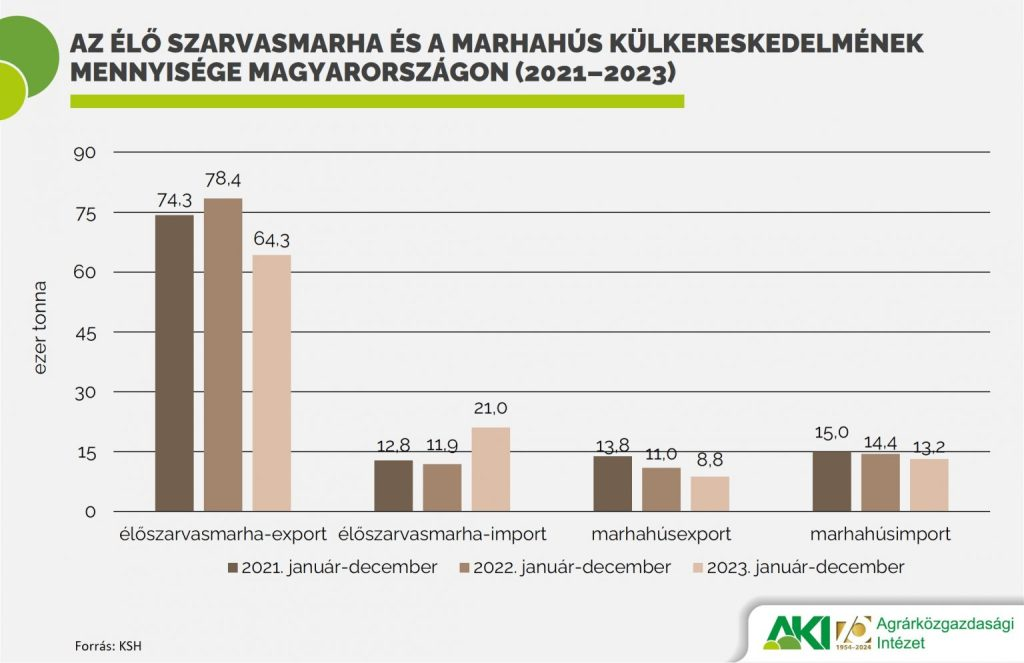 AZ ÉLŐ SZARVASMARHA ÉS A MARHAHÚS KÜLKERESKEDELMÉNEK
MENNYISÉGE MAGYARORSZÁGON (2021–2023)
ezer tonna
90
75
60
45
30
15
0
74,3
78,4
64,3
12,8
11,9
21,0
13,8
11,0
8,8
15,0
14,4
13,2
élőszarvasmarha-export
élőszarvasmarha-import
marhahúsexport
marhahúsimport
2021. január-december
2022. január-december
2023. január-december
Forrás: KSH
AKI
70
1954–2024
Agrárközgazdasági
Intézet